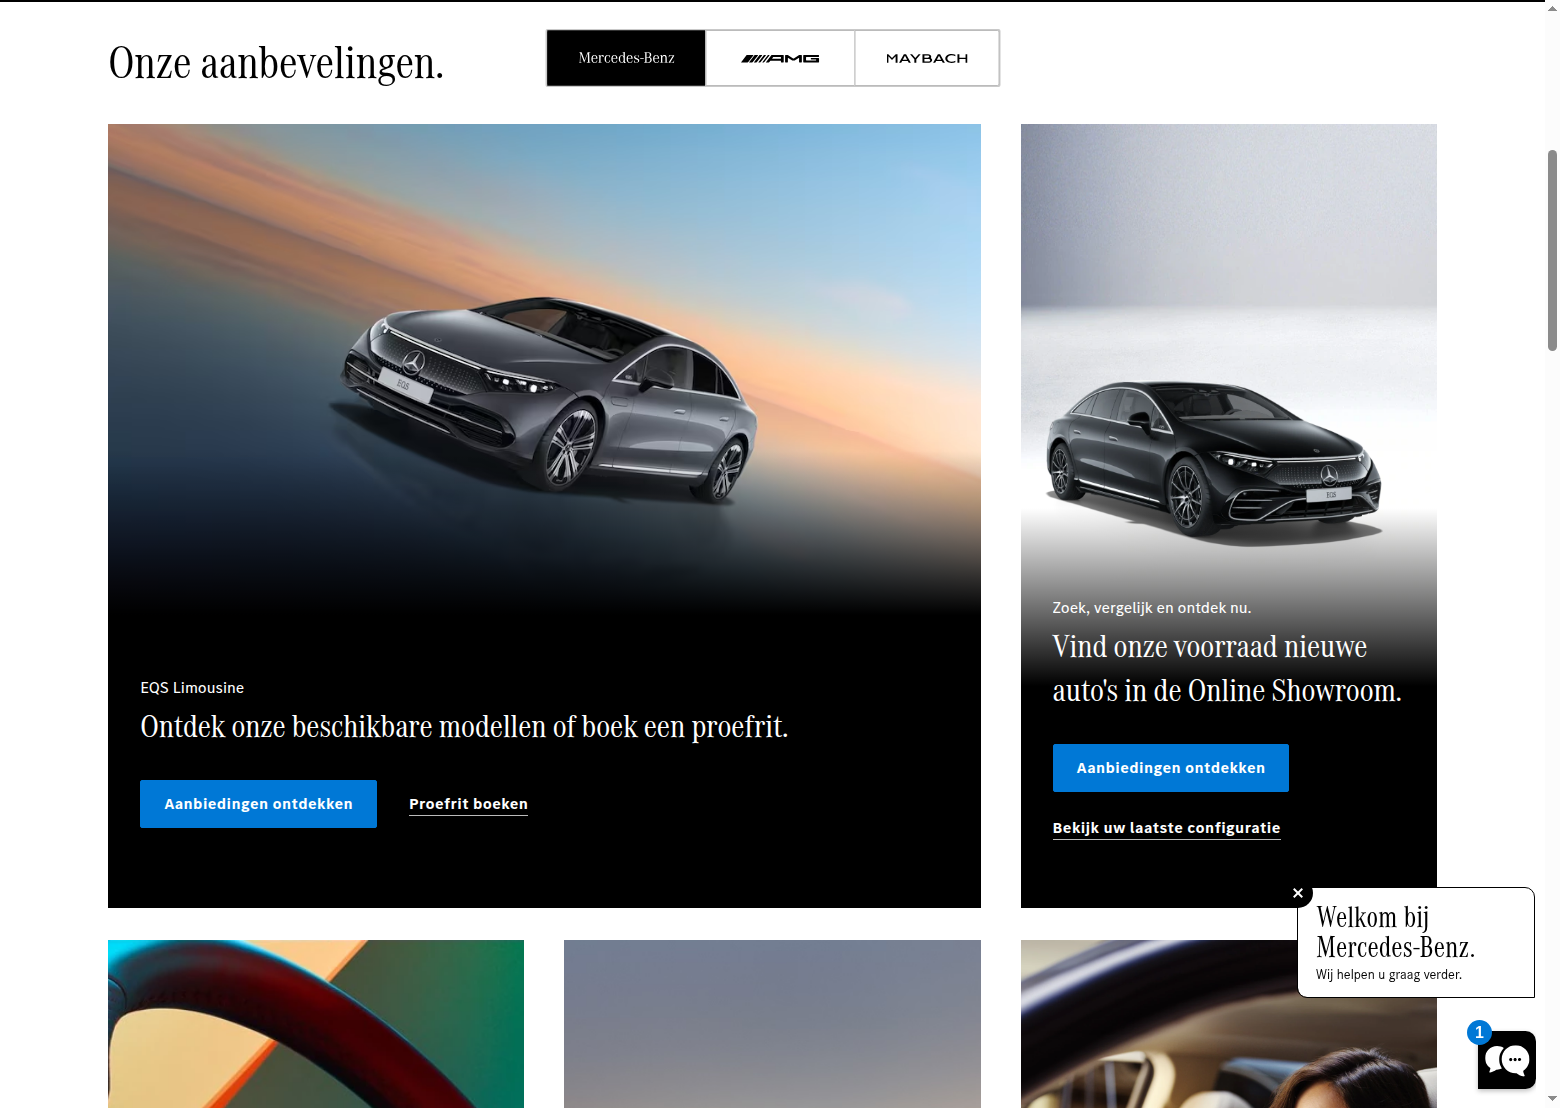 Onze aanbevelingen.
Mercedes-Benz
AMG
MAYBACH
EQS
EQS
EQS Limousine
Ontdek onze beschikbare modellen of boek een proefrit.
Aanbiedingen ontdekken
Proefrit boeken
Zoek, vergelijk en ontdek nu.
Vind onze voorraad nieuwe
auto's in de Online Showroom.
Aanbiedingen ontdekken
Bekijk uw laatste configuratie
Welkom bij
Mercedes-Benz.
Wij helpen u graag verder.
1